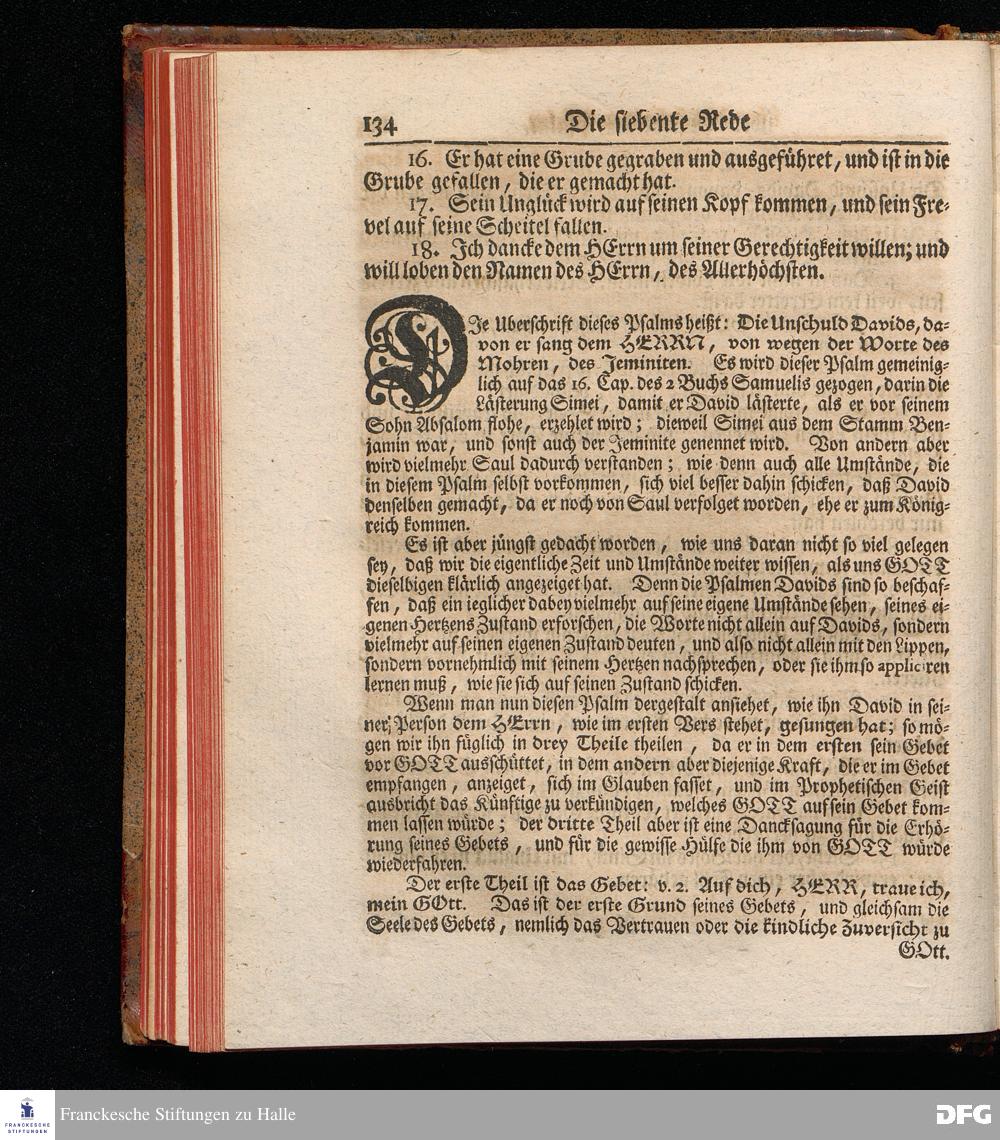 134 Die siebente Rede
16. Er hat eine Grube gegraben und ausgeführet, und ist in die
Grube gefallen, die er gemacht hat.
17. Sein Unglück wird auf seinen Kopf kommen, und sein Fre-
vel auf seine Scheitel fallen.
18. Ich dancke dem HErrn um seiner Gerechtigkeit willen; und
will loben den Namen des HErrn, des Allerhöchsten.
DIe Uberschrift dieses Psalms heißt: Die Unschuld Davids, da-
von er sang dem HERRN, von wegen der Worte des
Mohren, des Jeminiten. Es wird dieser Psalm gemeinig-
lich auf das 16. Cap. des 2 Buchs Samuelis gezogen, darin die
Lästerung Simei, damit er David lästerte, als er vor seinem
Sohn Absalom flohe, erzehlet wird; dieweil Simei aus dem Stamm Ben-
jamin war, und sonst auch der Jeminite genennet wird. Von andern aber
wird vielmehr Saul dadurch verstanden; wie denn auch alle Umstände, die
in diesem Psalm selbst vorkommen, sich viel besser dahin schicken, daß David
denselben gemacht, da er noch von Saul verfolget worden, ehe er zum König-
reich kommen.
Es ist aber jüngst gedacht worden, wie uns daran nicht so viel gelegen
sey, daß wir die eigentliche Zeit und Umstände weiter wissen, als uns GOTT
dieselbigen klärlich angezeiget hat. Denn die Psalmen Davids sind so beschaf-
fen, daß ein ieglicher dabey vielmehr auf seine eigene Umstände sehen, seines ei-
genen Hertzens Zustand erforschen, die Worte nicht allein auf Davids, sondern
vielmehr auf seinen eigenen Zustand deuten, und also nicht allein mit den Lippen,
sondern vornehmlich mit seinem Hertzen nachsprechen, oder sie ihm so appliciren
lernen muß, wie sie sich auf seinen Zustand schicken.
Wenn man nun diesen Psalm dergestalt ansiehet, wie ihn David in sei-
ner Person dem HErrn, wie im ersten Vers stehet, gesungen hat; so mö-
gen wir ihn füglich in drey Theile theilen, da er in dem ersten sein Gebet
vor GOTT ausschüttet, in dem andern aber diejenige Kraft, die er im Gebet
empfangen, anzeiget, sich im Glauben fasset, und im Prophetischen Geist
ausbricht das Künftige zu verkündigen, welches GOTT auf sein Gebet kom-
men lassen würde; der dritte Theil aber ist eine Dancksagung für die Erhö-
rung seines Gebets, und für die gewisse Hülfe die ihm von GOTT würde
wiederfahren.
Der erste Theil ist das Gebet: v. 2. Auf dich, HERR, traue ich,
mein GOtt. Das ist der erste Grund seines Gebets, und gleichsam die
Seele des Gebets, nemlich das Vertrauen oder die kindliche Zuversicht zu
GOtt.
FRANCKESCHE
STIFTUNGEN
Franckesche Stiftungen zu Halle
DFG